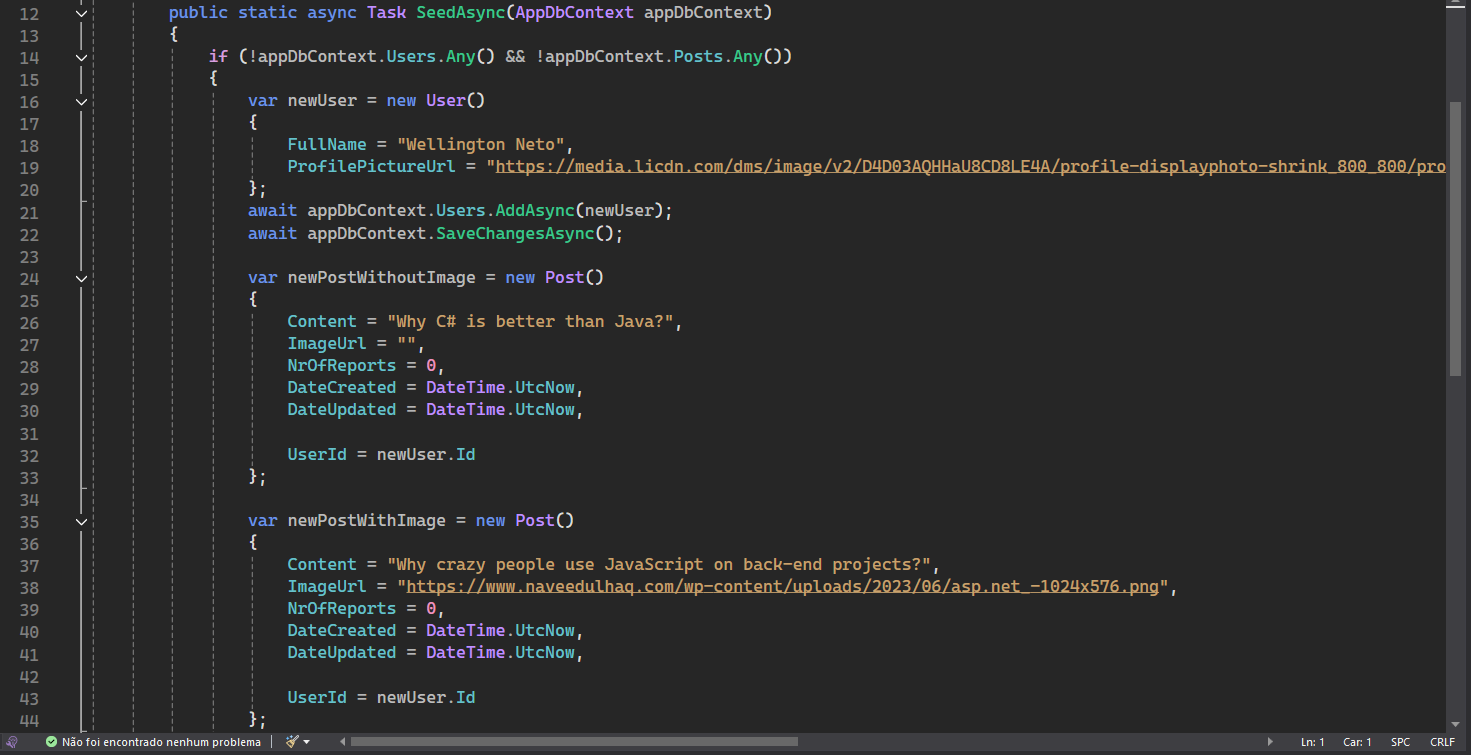 12 public static async Task SeedAsync(AppDbContext appDbContext)
13 {
14 if (!appDbContext.Users.Any() && !appDbContext.Posts.Any())
15 {
16 var newUser = new User()
17 {
18 FullName = "Wellington Neto",
19 ProfilePictureUrl = "https://media.licdn.com/dms/image/v2/D4D03AQHHaU8CD8LE4A/profile-displayphoto-shrink_800_800/pro
20 };
21 await appDbContext.Users.AddAsync(newUser);
22 await appDbContext.SaveChangesAsync();
23
24 var newPostWithoutImage = new Post()
25 {
26 Content = "Why C# is better than Java?",
27 ImageUrl = "",
28 NrOfReports = 0,
29 DateCreated = DateTime.UtcNow,
30 DateUpdated = DateTime.UtcNow,
31
32 UserId = newUser.Id
33 };
34
35 var newPostWithImage = new Post()
36 {
37 Content = "Why crazy people use JavaScript on back-end projects?",
38 ImageUrl = "https://www.naveedulhaq.com/wp-content/uploads/2023/06/asp.net_-1024x576.png",
39 NrOfReports = 0,
40 DateCreated = DateTime.UtcNow,
41 DateUpdated = DateTime.UtcNow,
42
43 UserId = newUser.Id
44 };
Não foi encontrado nenhum problema Ln: 1 Car: 1 SPC CRLF